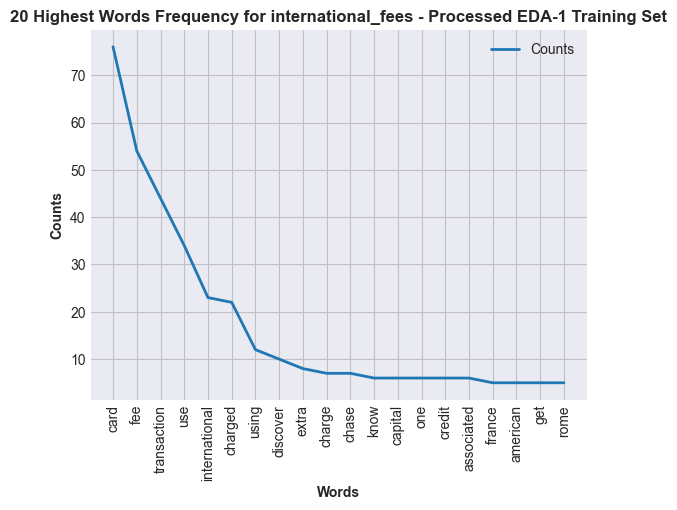 20 Highest Words Frequency for international_fees - Processed EDA-1 Training Set
Counts
70
60
50
40
30
20
10
Counts
card
fee
transaction
use
international
charged
using
discover
extra
charge
chase
know
capital
one
credit
associated
france
american
get
rome
Words